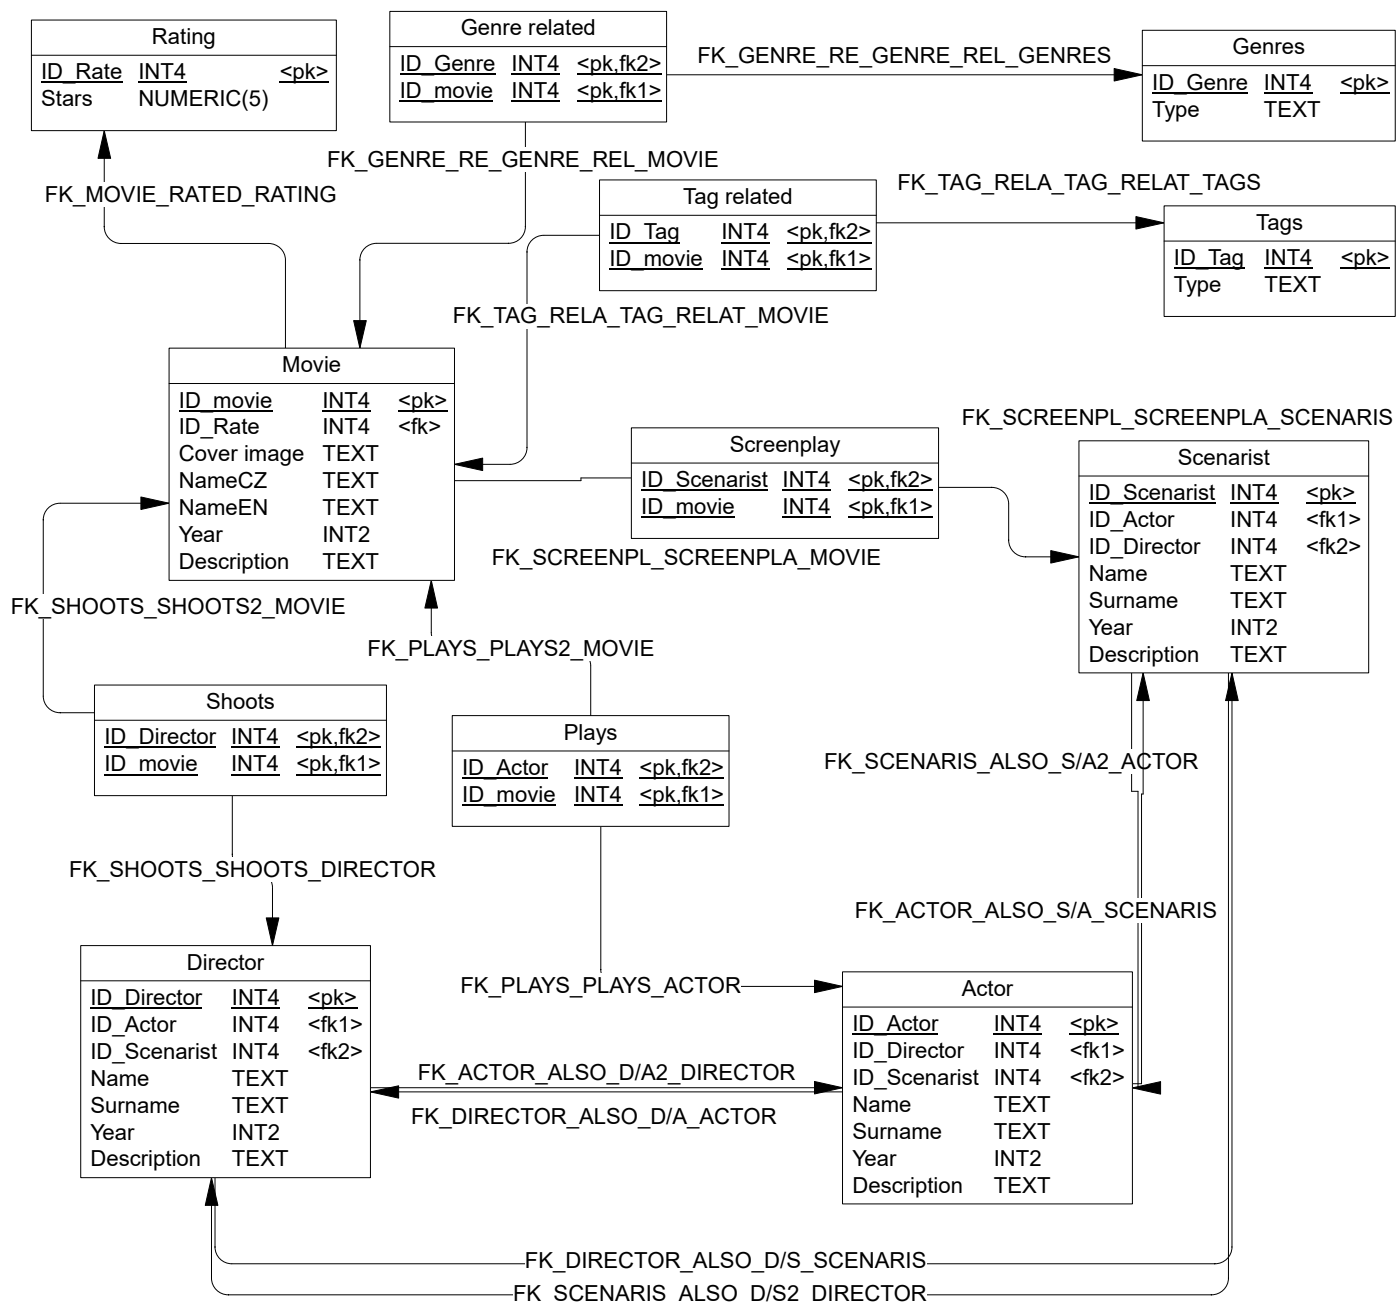 Rating
ID_Rate INT4 <pk>
Stars NUMERIC(5)
Genre related
ID_Genre INT4 <pk,fk2>
ID_movie INT4 <pk,fk1>
FK_GENRE_RE_GENRE_REL_GENRES
Genres
ID_Genre INT4 <pk>
Type TEXT
FK_GENRE_RE_GENRE_REL_MOVIE
FK_MOVIE_RATED_RATING
Tag related
ID_Tag INT4 <pk,fk2>
ID_movie INT4 <pk,fk1>
FK_TAG_RELA_TAG_RELAT_TAGS
Tags
ID_Tag INT4 <pk>
Type TEXT
FK_TAG_RELA_TAG_RELAT_MOVIE
Movie
ID_movie INT4 <pk>
ID_Rate INT4 <fk>
Cover image TEXT
NameCZ TEXT
NameEN TEXT
Year INT2
Description TEXT
Screenplay
ID_Scenarist INT4 <pk,fk2>
ID_movie INT4 <pk,fk1>
FK_SCREENPL_SCREENPLA_SCENARIS
Scenarist
ID_Scenarist INT4 <pk>
ID_Actor INT4 <fk1>
ID_Director INT4 <fk2>
Name TEXT
Surname TEXT
Year INT2
Description TEXT
FK_SCREENPL_SCREENPLA_MOVIE
FK_SHOOTS_SHOOTS2_MOVIE
FK_PLAYS_PLAYS2_MOVIE
Shoots
ID_Director INT4 <pk,fk2>
ID_movie INT4 <pk,fk1>
Plays
ID_Actor INT4 <pk,fk2>
ID_movie INT4 <pk,fk1>
FK_SCENARIS_ALSO_S/A2_ACTOR
FK_SHOOTS_SHOOTS_DIRECTOR
FK_ACTOR_ALSO_S/A_SCENARIS
Director
ID_Director INT4 <pk>
ID_Actor INT4 <fk1>
ID_Scenarist INT4 <fk2>
Name TEXT
Surname TEXT
Year INT2
Description TEXT
FK_PLAYS_PLAYS_ACTOR
Actor
ID_Actor INT4 <pk>
ID_Director INT4 <fk1>
ID_Scenarist INT4 <fk2>
Name TEXT
Surname TEXT
Year INT2
Description TEXT
FK_ACTOR_ALSO_D/A2_DIRECTOR
FK_DIRECTOR_ALSO_D/A_ACTOR
FK_DIRECTOR_ALSO_D/S_SCENARIS
FK_SCENARIS_ALSO_D/S2_DIRECTOR